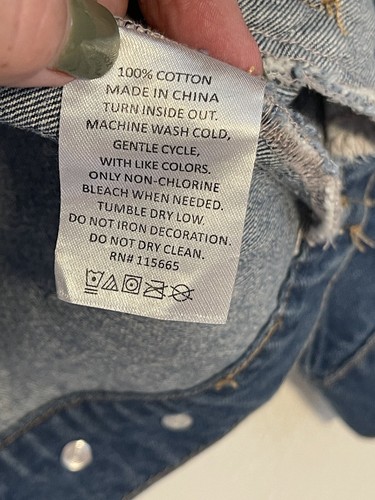 100% COTTON
MADE IN CHINA
TURN INSIDE OUT.
MACHINE WASH COLD,
GENTLE CYCLE,
WITH LIKE COLORS.
ONLY NON-CHLORINE
BLEACH WHEN NEEDED.
TUMBLE DRY LOW.
DO NOT IRON DECORATION.
DO NOT DRY CLEAN.
RN# 115665